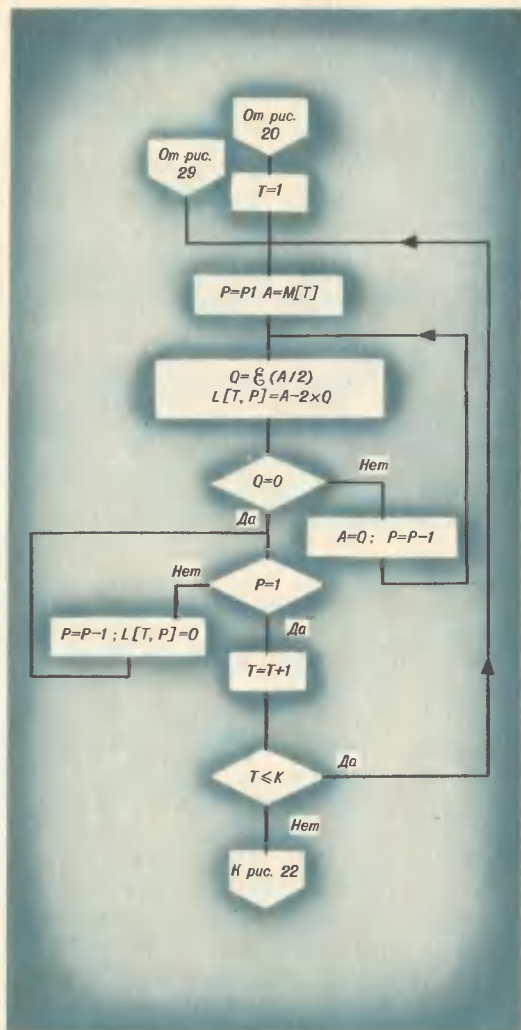 От рис.
20
От рис.
29
T=1
P=P1 A=M[T]
Q=Ɛ(A/2)
L[T, P]=A-2×Q
Q=0
Нет
Да
A=Q; P=P-1
P=1
Нет
P=P-1; L[T, P]=0
Да
T=T+1
T⩽K
Да
Нет
К рис. 22